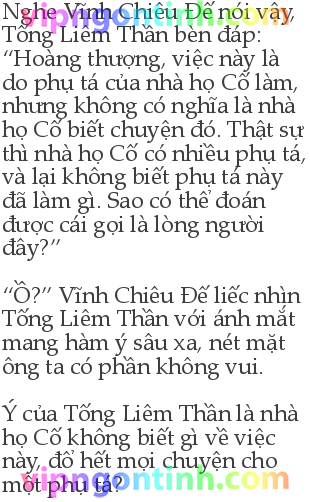 vipngontinh.com
Nghe Vĩnh Chiêu Đế nói vậy,
Tống Liêm Thần bèn đáp:
“Hoàng thượng, việc này là
do phụ tá của nhà họ Cố làm,
nhưng không có nghĩa là nhà
họ Cố biết chuyện đó. Thật sự
thì nhà họ Cố có nhiều phụ tá,
và lại không biết phụ tá này
đã làm gì. Sao có thể đoán
được cái gọi là lòng người
đây?”
“Ồ?” Vĩnh Chiêu Đế liếc nhìn
Tống Liêm Thần với ánh mắt
mang hàm ý sâu xa, nét mặt
ông ta có phần không vui.
Ý của Tống Liêm Thần là nhà
họ Cố không biết gì về việc
này, đổ hết mọi chuyện cho
một phụ tá?
vipngontinh.com